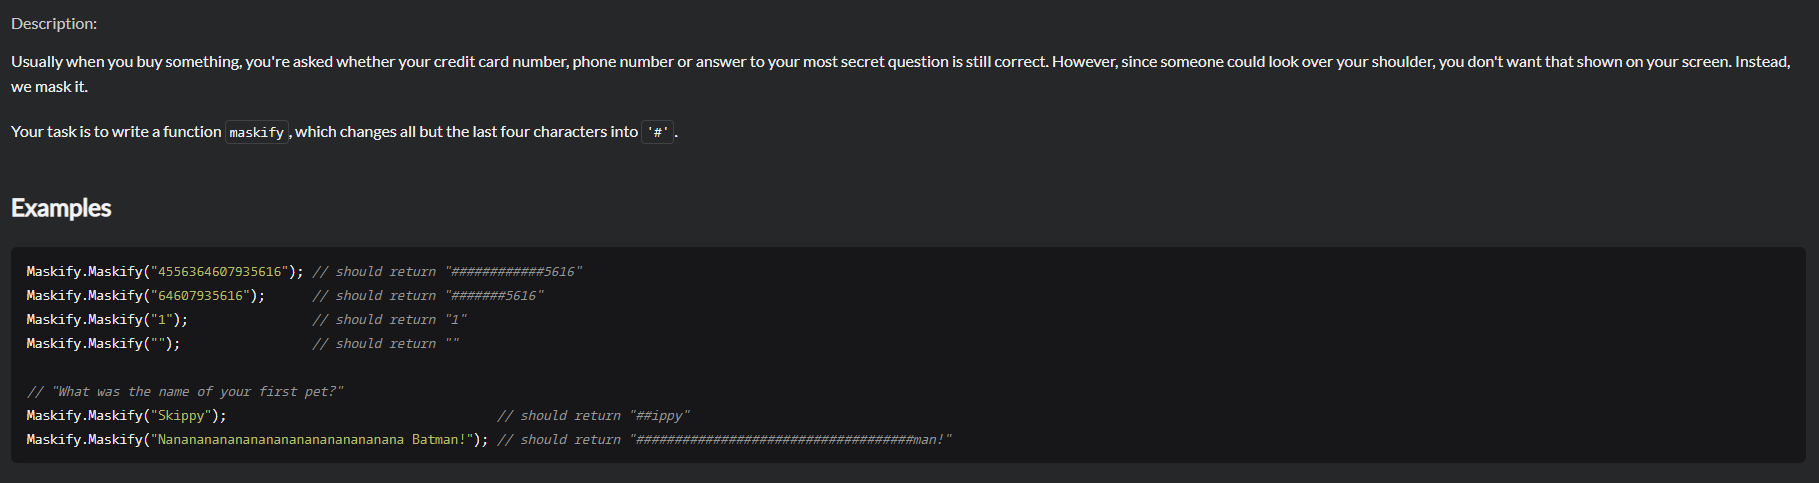 Description:
Usually when you buy something, you're asked whether your credit card number, phone number or answer to your most secret question is still correct. However, since someone could look over your shoulder, you don't want that shown on your screen. Instead,
we mask it.
Your task is to write a function maskify, which changes all but the last four characters into '#'.
Examples
Maskify.Maskify("4556364607935616"); // should return "############5616"
Maskify.Maskify("64607935616");      // should return "#######5616"
Maskify.Maskify("1");                // should return "1"
Maskify.Maskify("");                 // should return ""
// "What was the name of your first pet?"
Maskify.Maskify("Skippy");                                   // should return "##ippy"
Maskify.Maskify("Nananananananananananananananana Batman!"); // should return "####################################man!"